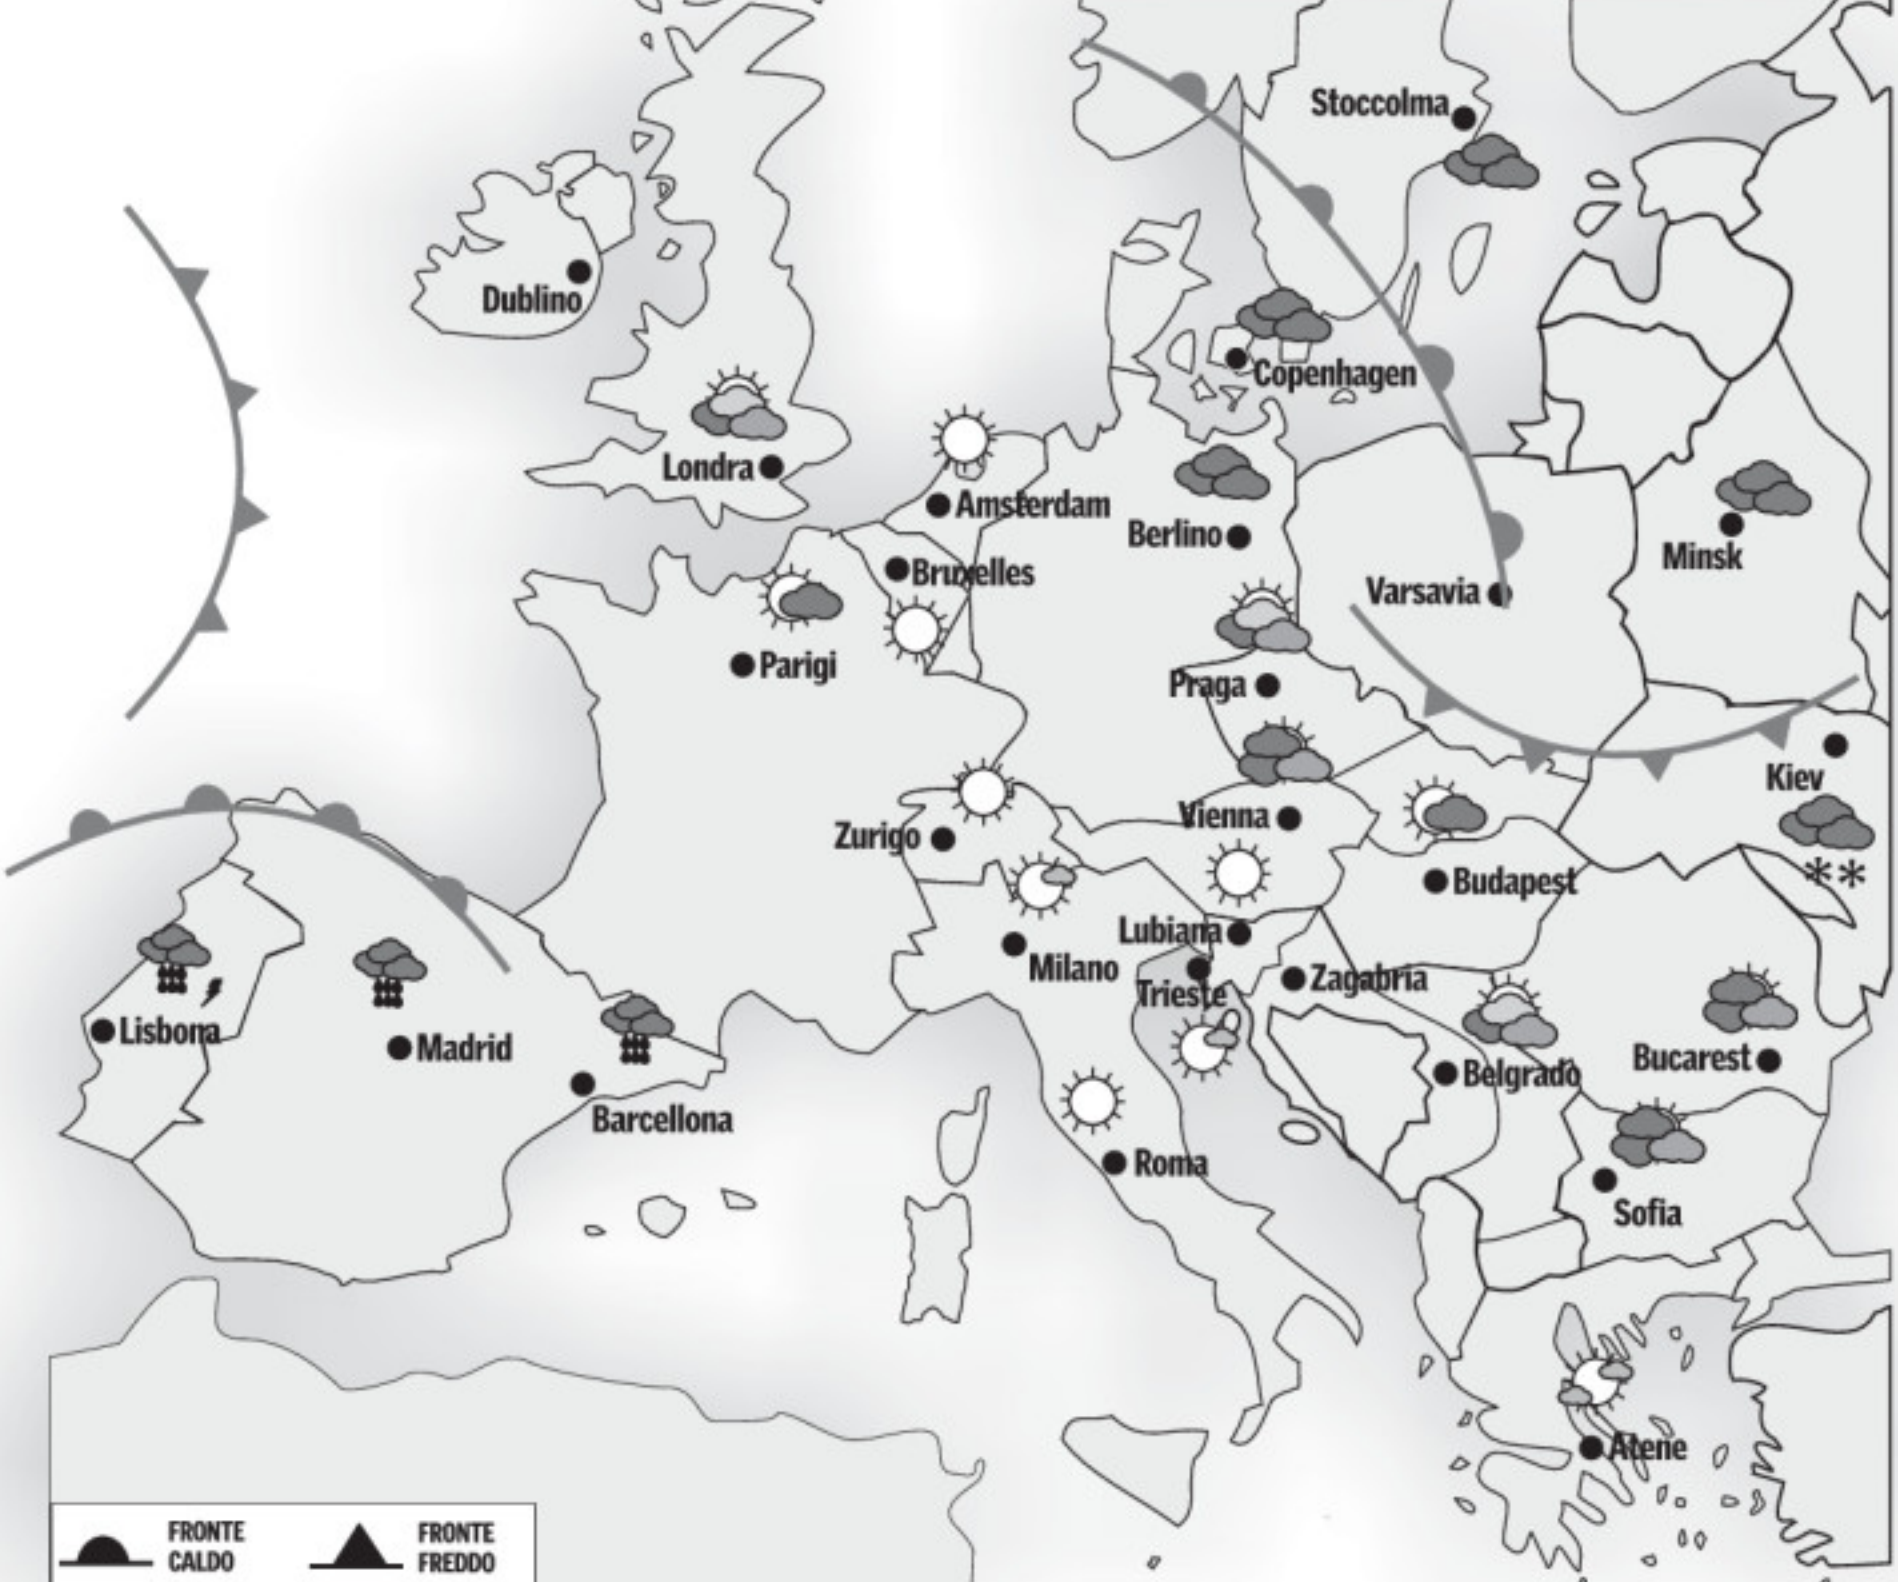 Stoccolma
Dublino
Copenhagen
Londra
Amsterdam
Berlino
Minsk
Bruxelles
Varsavia
Parigi
Praga
Kiev
Vienna
Zurigo
**
Budapest
Lubiana
Milano
Zagabria
Trieste
Lisbona
Madrid
Bucarest
Belgrado
Barcellona
Roma
Sofia
Atene
FRONTE
CALDO
FRONTE
FREDDO